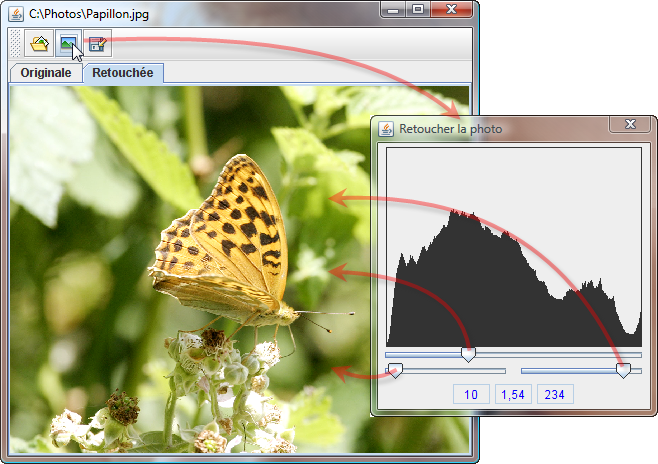 C:\Photos\Papillon.jpg
Originale
Retouchée
Retoucher la photo
10
1,54
234